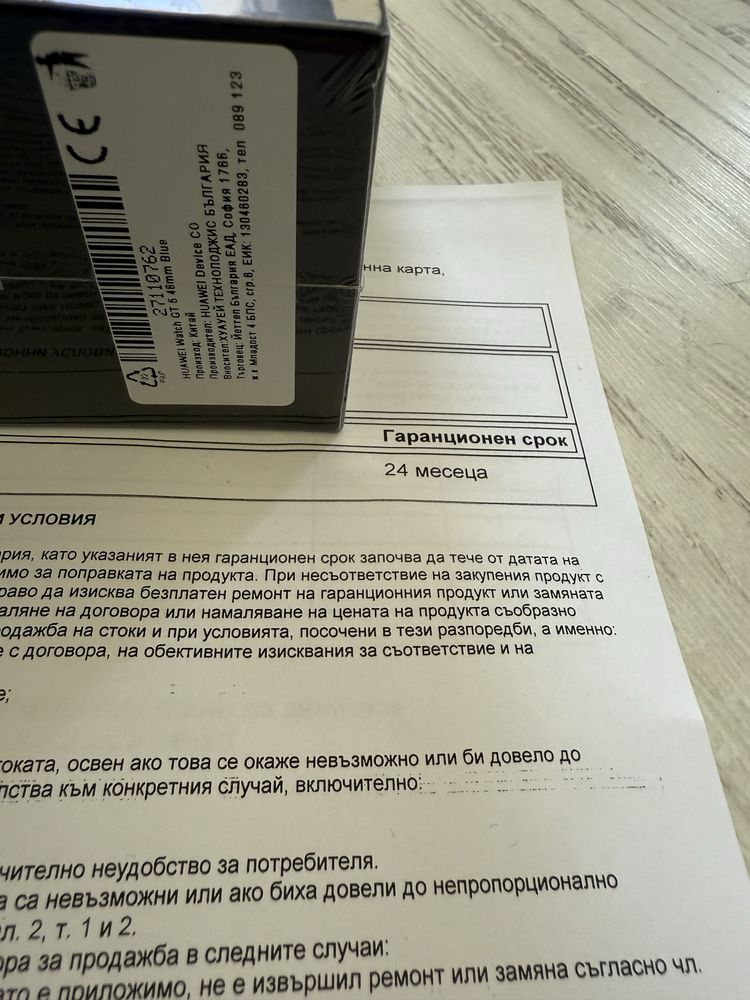 CE
27110762
HUAWEI Watch GT 5 46mm Blue
Произход: Китай
Производител: HUAWEI Device CO
Вносител:ХУАУЕЙ ТЕХНОЛОДЖИС БЪЛГАРИЯ
Търговец: Йеттел България ЕАД, София 1766,
ж.г Младост 4 БПС, стр.8, ЕИК: 130460283, тел 089 123
нна карта,
Гаранционен срок
24 месеца
И УСЛОВИЯ
рия, като указаният в нея гаранционен срок започва да тече от датата на
имо за поправката на продукта. При несъответствие на закупения продукт с
раво да изисква безплатен ремонт на гаранционния продукт или замяната
аляне на договора или намаляване на цената на продукта съобразно
одажба на стоки и при условията, посочени в тези разпоредби, а именно:
е с договора, на обективните изисквания за съответствие и на
е;
токата, освен ако това се окаже невъзможно или би довело до
пства към конкретния случай, включително:
чително неудобство за потребителя.
а са невъзможни или ако биха довели до непропорционално
л. 2, т. 1 и 2.
ора за продажба в следните случаи:
ато е приложимо, не е извършил ремонт или замяна съгласно чл.